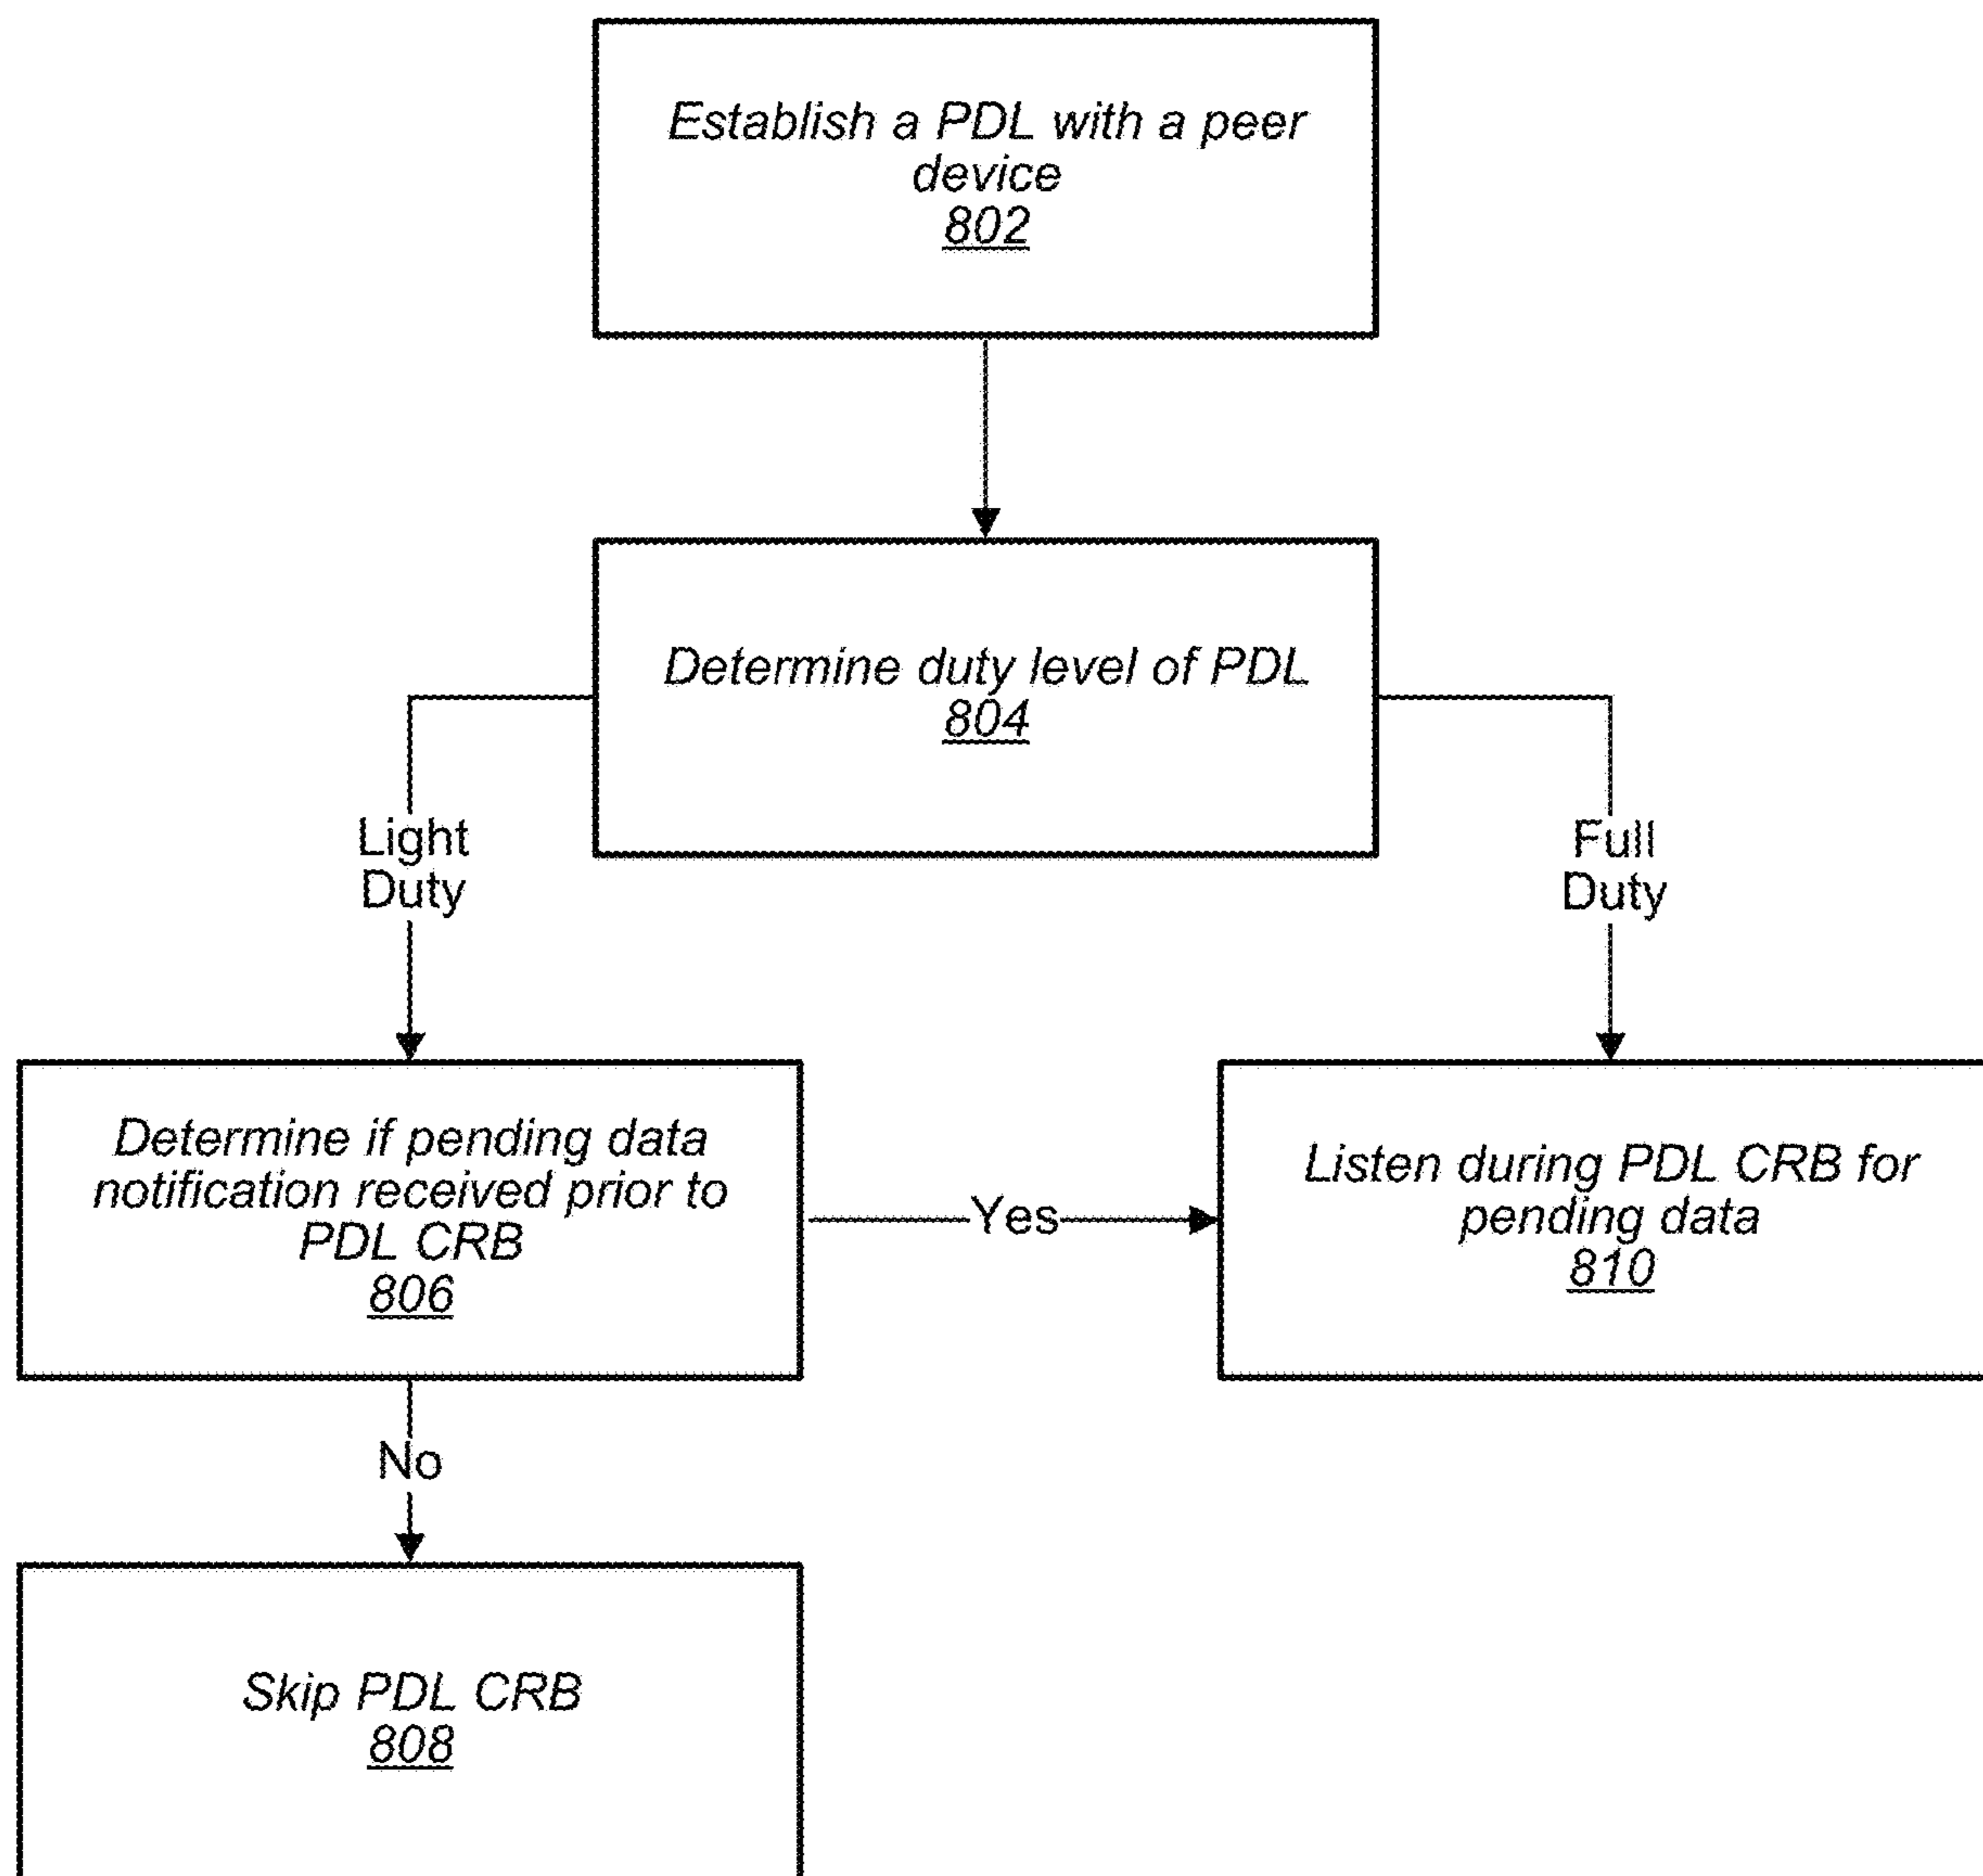 Establish a PDL with a peer
device
802
Determine duty level of PDL
804
Light
Duty
Full
Duty
Determine if pending data
notification received prior to
PDL CRB
806
Yes
Listen during PDL CRB for
pending data
810
No
Skip PDL CRB
808